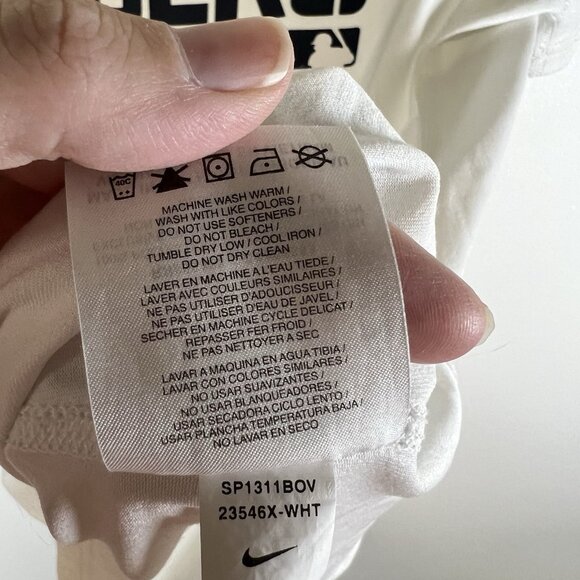 40C
MACHINE WASH WARM /
WASH WITH LIKE COLORS /
DO NOT USE SOFTENERS /
DO NOT BLEACH /
TUMBLE DRY LOW / COOL IRON /
DO NOT DRY CLEAN
LAVER EN MACHINE A L'EAU TIEDE /
LAVER AVEC COULEURS SIMILAIRES /
NE PAS UTILISER D'ADOUCISSEUR /
NE PAS UTILISER D'EAU DE JAVEL /
SECHER EN MACHINE CYCLE DELICAT /
REPASSER FER FROID /
NE PAS NETTOYER A SEC
LAVAR A MAQUINA EN AGUA TIBIA /
LAVAR CON COLORES SIMILARES /
NO USAR SUAVIZANTES /
NO USAR BLANQUEADORES /
USAR SECADORA CICLO LENTO /
USAR PLANCHA TEMPERATURA BAJA /
NO LAVAR EN SECO
SP1311BOV
23546X-WHT